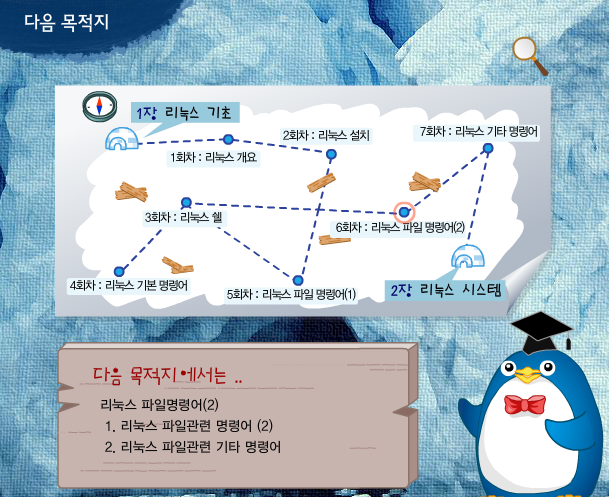 다음 목적지
1장 리눅스 기초
1회차 : 리눅스 개요
2회차 : 리눅스 설치
7회차 : 리눅스 기타 명령어
3회차 : 리눅스 쉘
6회차 : 리눅스 파일 명령어(2)
4회차 : 리눅스 기본 명령어
5회차 : 리눅스 파일 명령어(1)
2장 리눅스 시스템
다음 목적지에서는 ..
리눅스 파일명령어(2)
1. 리눅스 파일관련 명령어 (2)
2. 리눅스 파일관련 기타 명령어